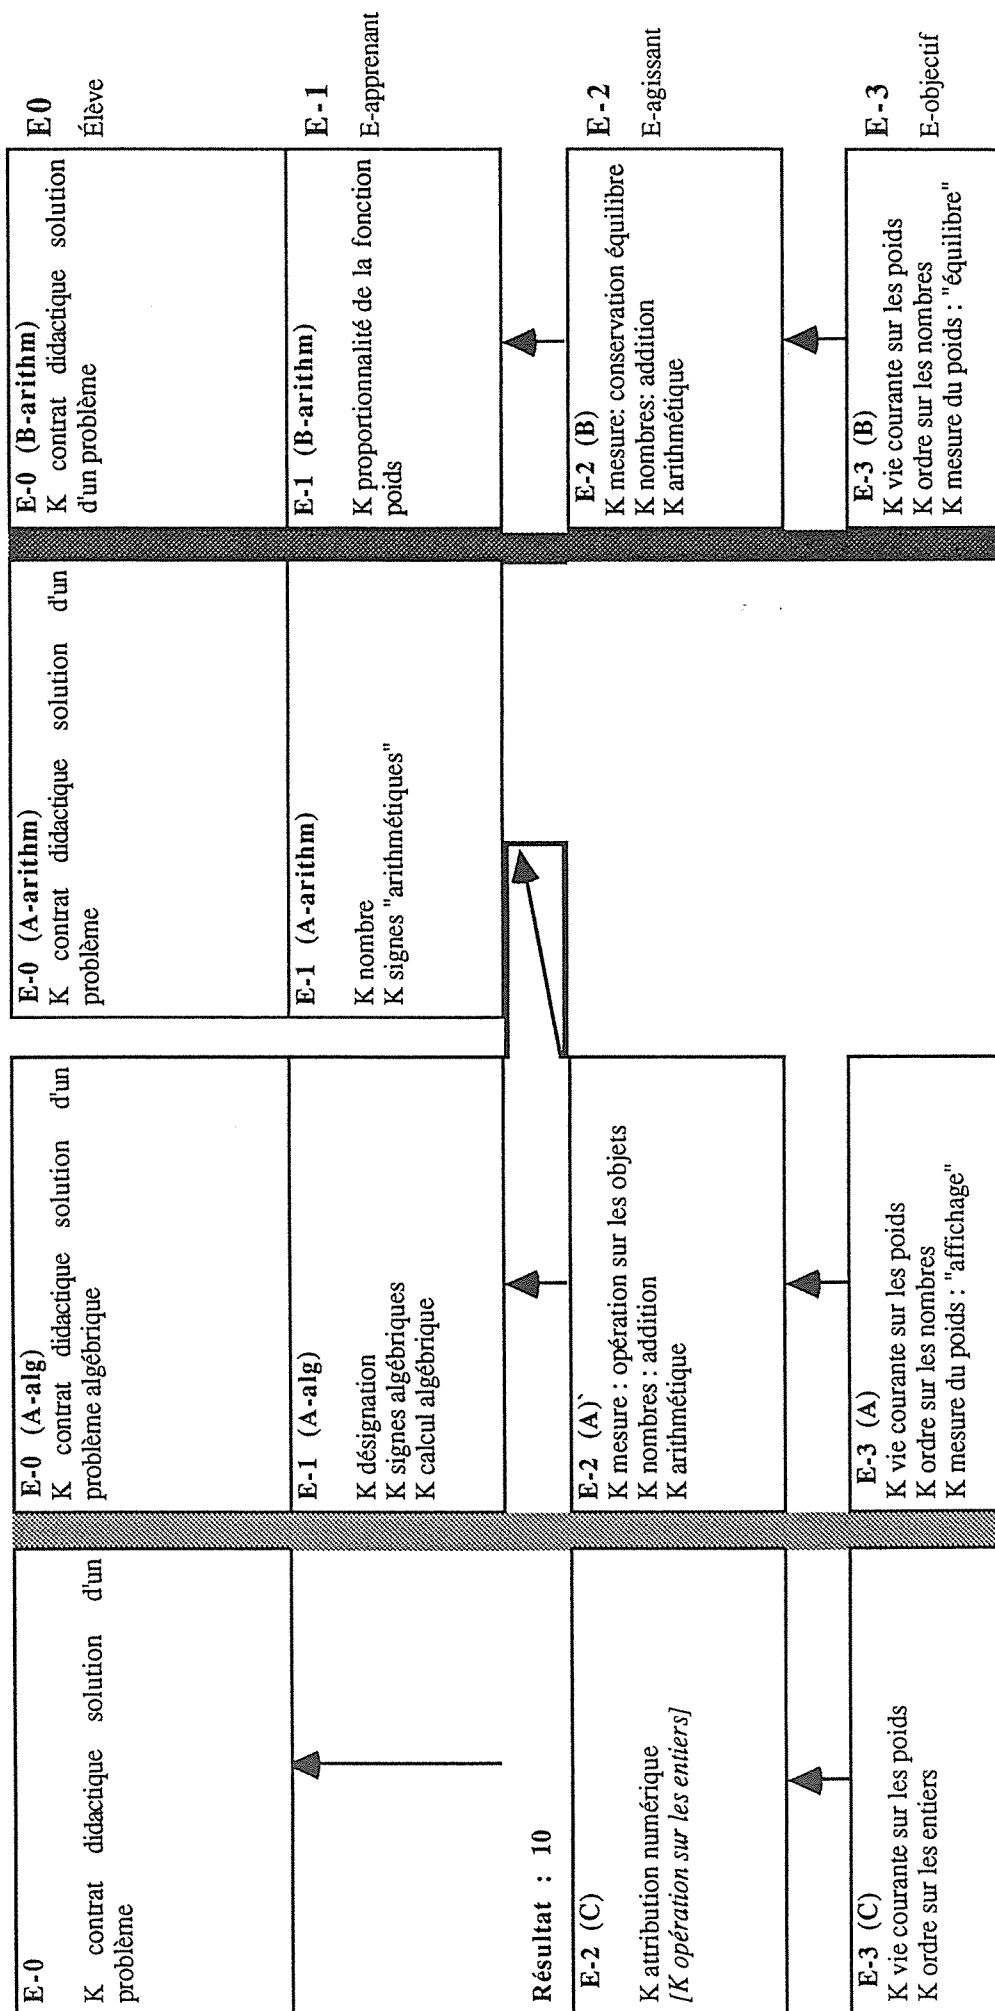 E-0
K contrat didactique solution d'un
problème
Résultat : 10
E-2 (C)
K attribution numérique
[K opération sur les entiers]
E-3 (C)
K vie courante sur les poids
K ordre sur les entiers
E-0 (A-alg)
K contrat didactique solution d'un
problème algébrique
E-1 (A-alg)
K désignation
K signes algébriques
K calcul algébrique
E-2 (A)`
K mesure : opération sur les objets
K nombres : addition
K arithmétique
E-3 (A)
K vie courante sur les poids
K ordre sur les nombres
K mesure du poids : "affichage"
E-0 (A-arithm)
K contrat didactique solution d'un
problème
E-1 (A-arithm)
K nombre
K signes "arithmétiques"
E-0 (B-arithm)
K contrat didactique solution
d'un problème
E-1 (B-arithm)
K proportionnalité de la fonction
poids
E-2 (B)
K mesure: conservation équilibre
K nombres: addition
K arithmétique
E-3 (B)
K vie courante sur les poids
K ordre sur les nombres
K mesure du poids : "équilibre"
E0
Élève
E-1
E-apprenant
E-2
E-agissant
E-3
E-objectif